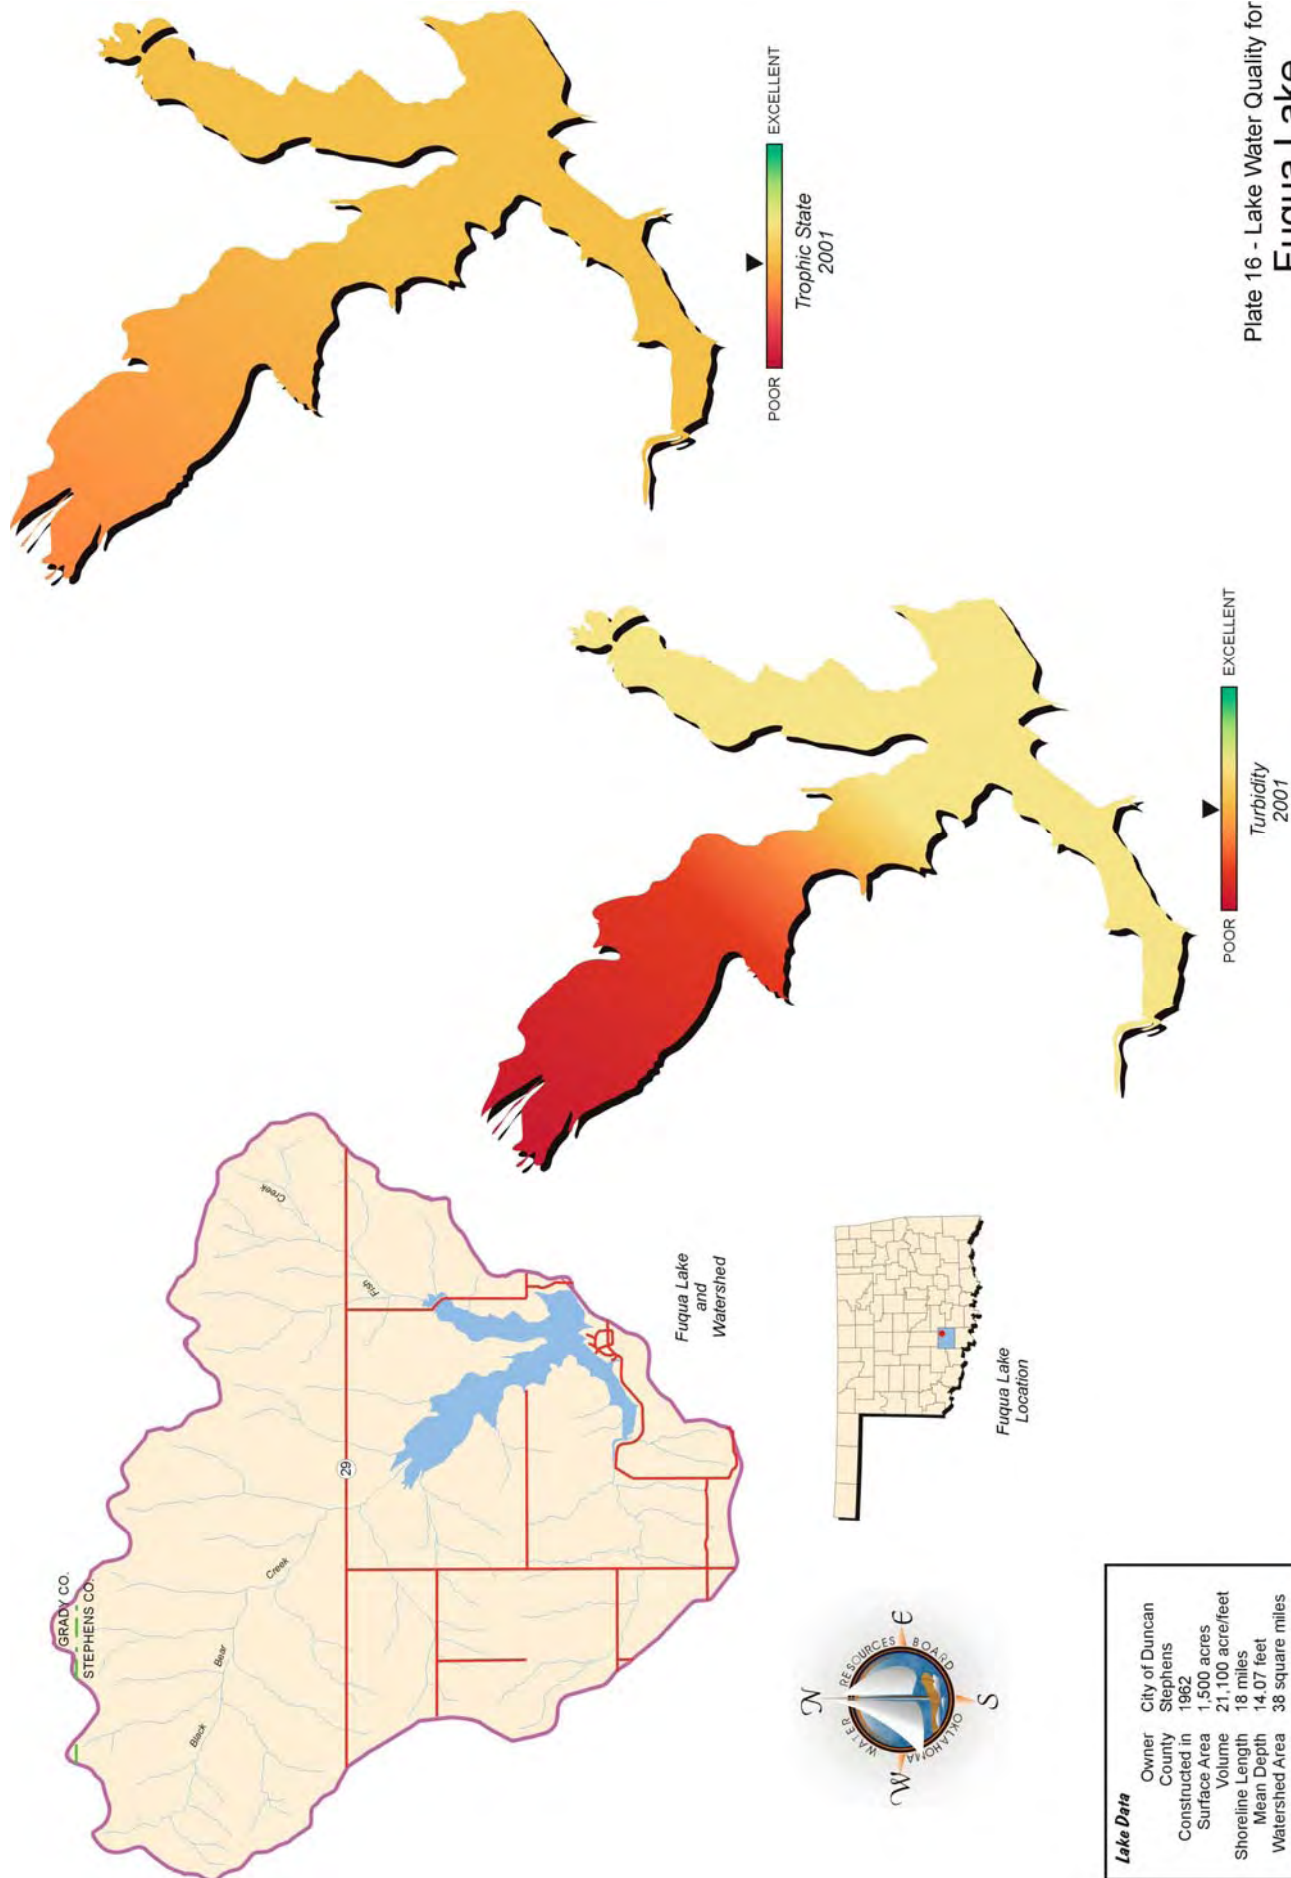 GRADY CO.
STEPHENS CO.
Black
Bear
Creek
29
Fish
Creek
Fuqua Lake
and
Watershed
Fuqua Lake
Location
N
W
E
S
OKLAHOMA WATER RESOURCES BOARD
Lake Data
Owner City of Duncan
County Stephens
Constructed in 1962
Surface Area 1,500 acres
Volume 21,100 acre/feet
Shoreline Length 18 miles
Mean Depth 14.07 feet
Watershed Area 38 square miles
POOR EXCELLENT
Turbidity
2001
POOR EXCELLENT
Trophic State
2001
Plate 16 - Lake Water Quality for
Fuqua Lake